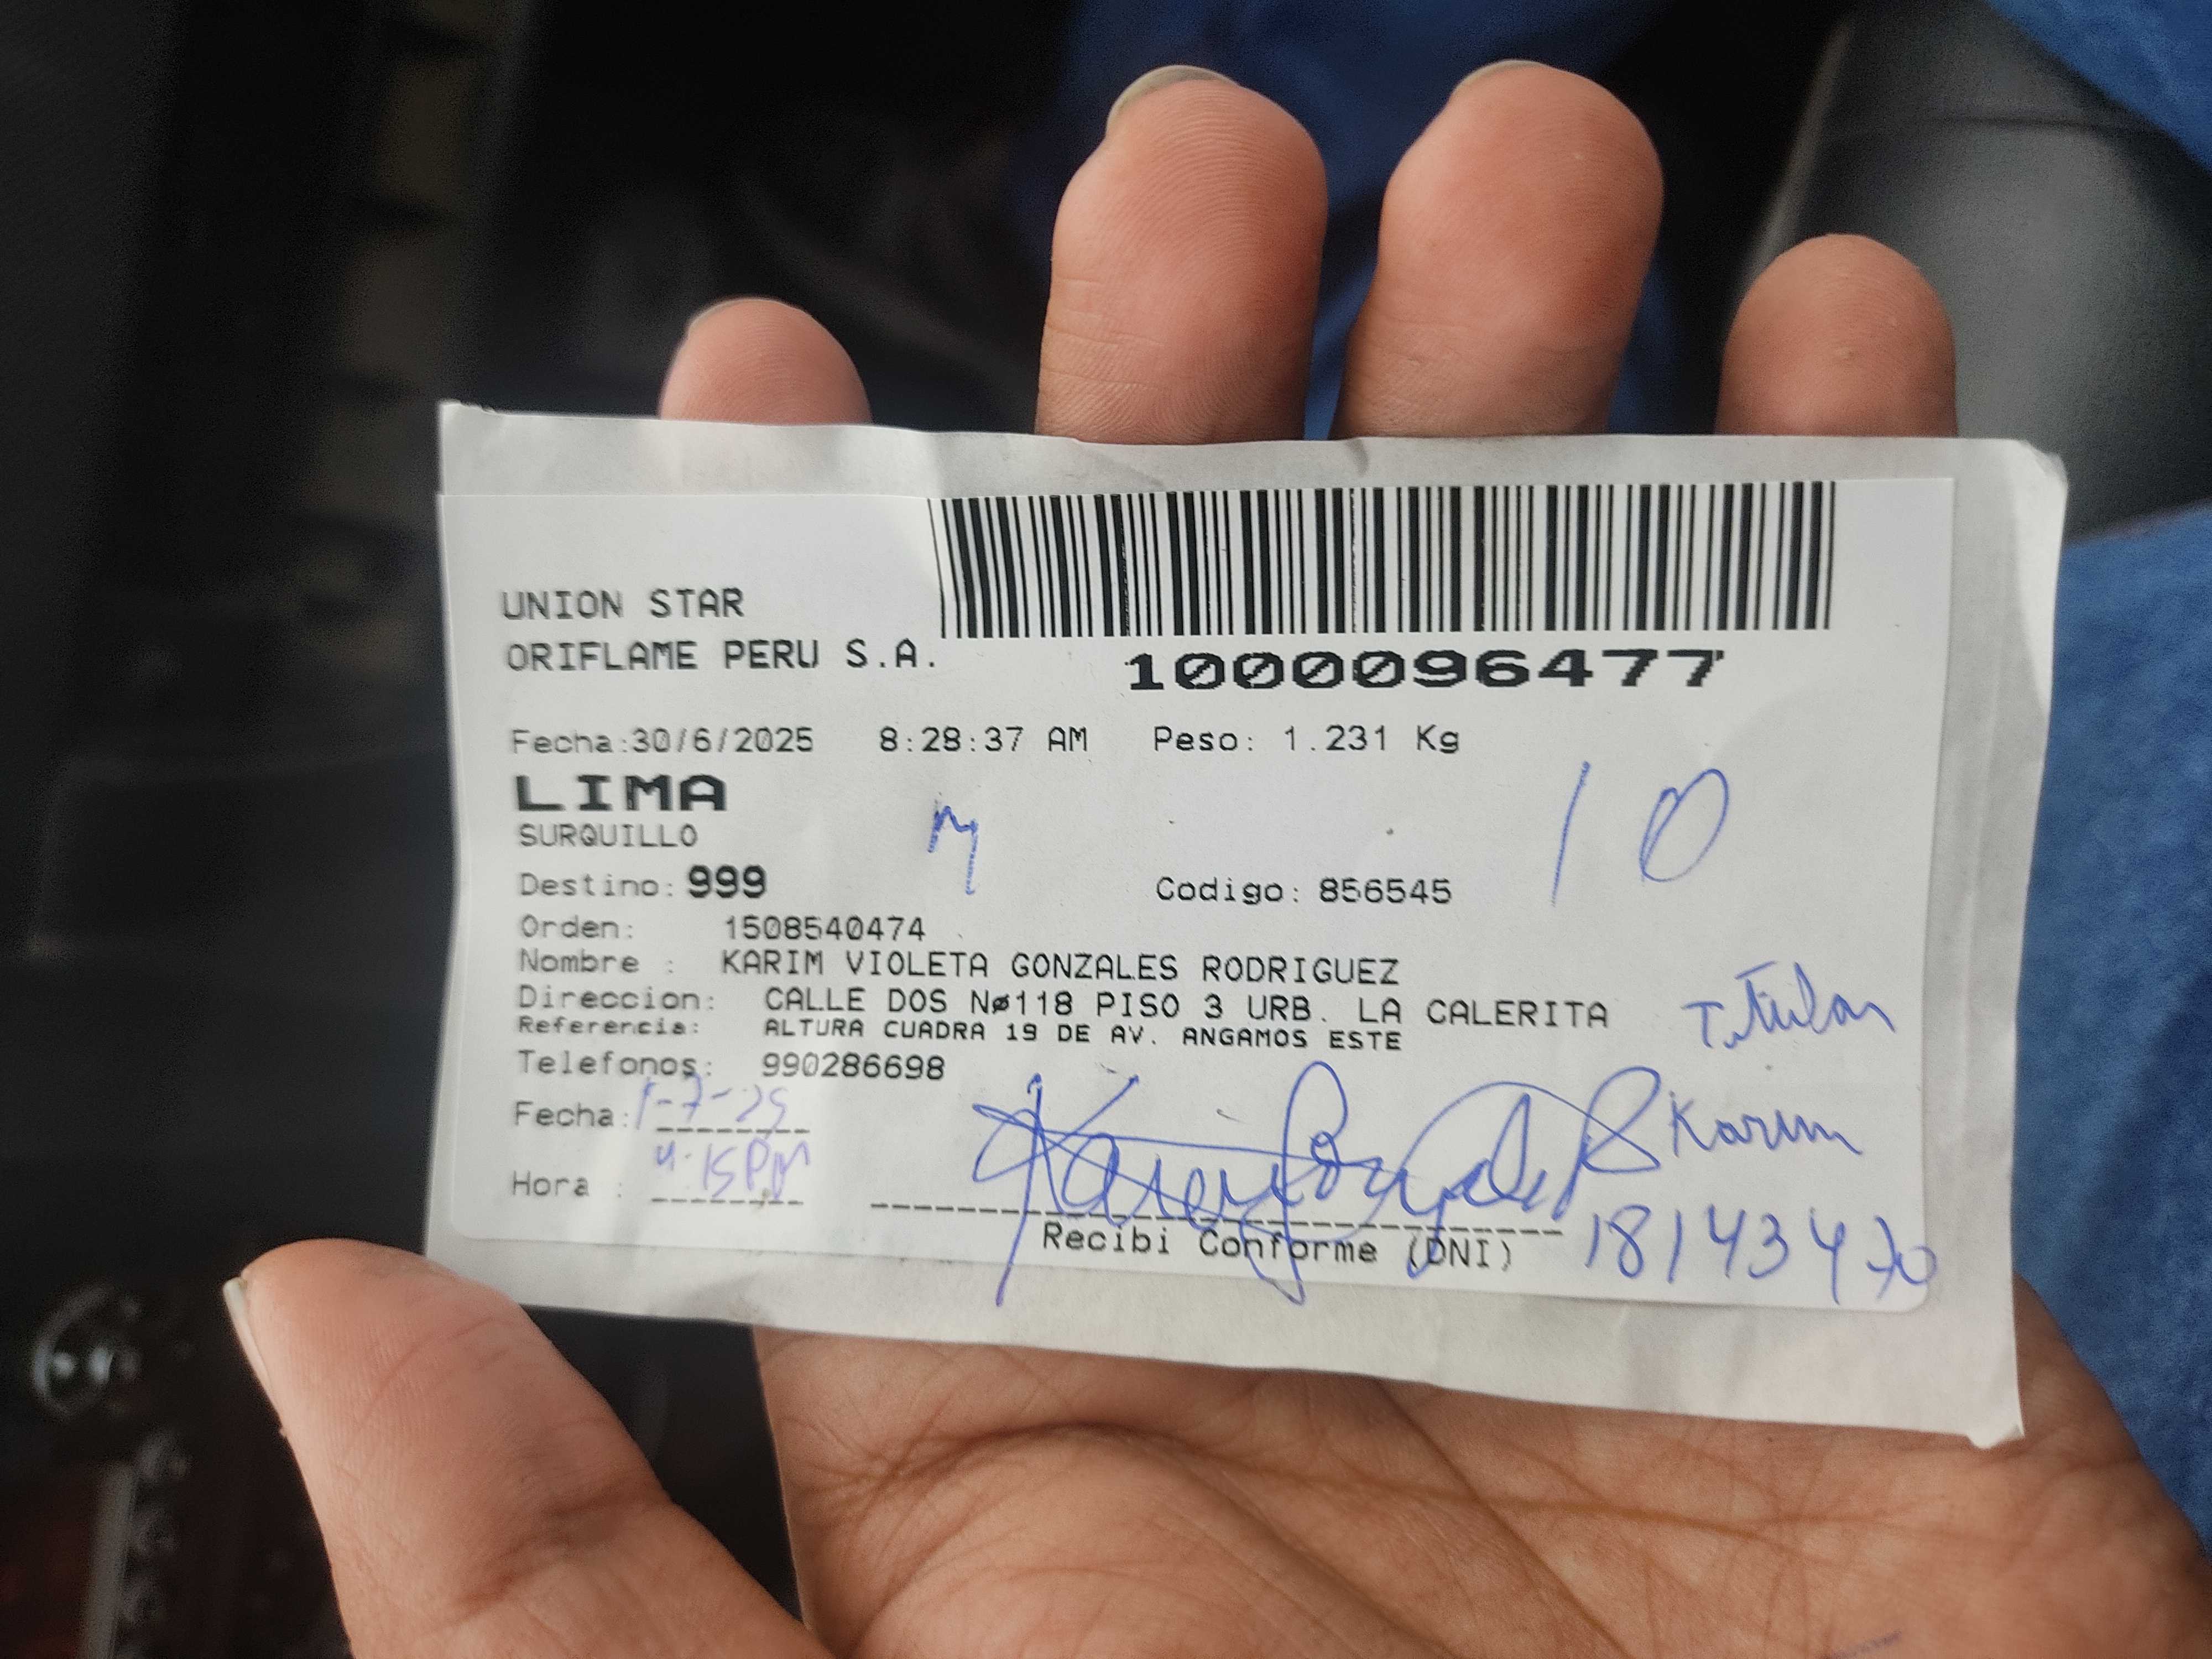 UNION STAR
ORIFLAME PERU S.A.
1000096477
Fecha:30/6/2025 8:28:37 AM Peso: 1.231 Kg
LIMA
SURQUILLO
M
10
Destino: 999 Codigo: 856545
Orden: 1508540474
Nombre : KARIM VIOLETA GONZALES RODRIGUEZ
Direccion: CALLE DOS Nø118 PISO 3 URB. LA CALERITA
Titular
Referencia: ALTURA CUADRA 19 DE AV. ANGAMOS ESTE
Telefonos: 990286698
Fecha: 1-7-25
Karim
Hora : 4:15PM
Recibi Conforme (DNI) 18143470